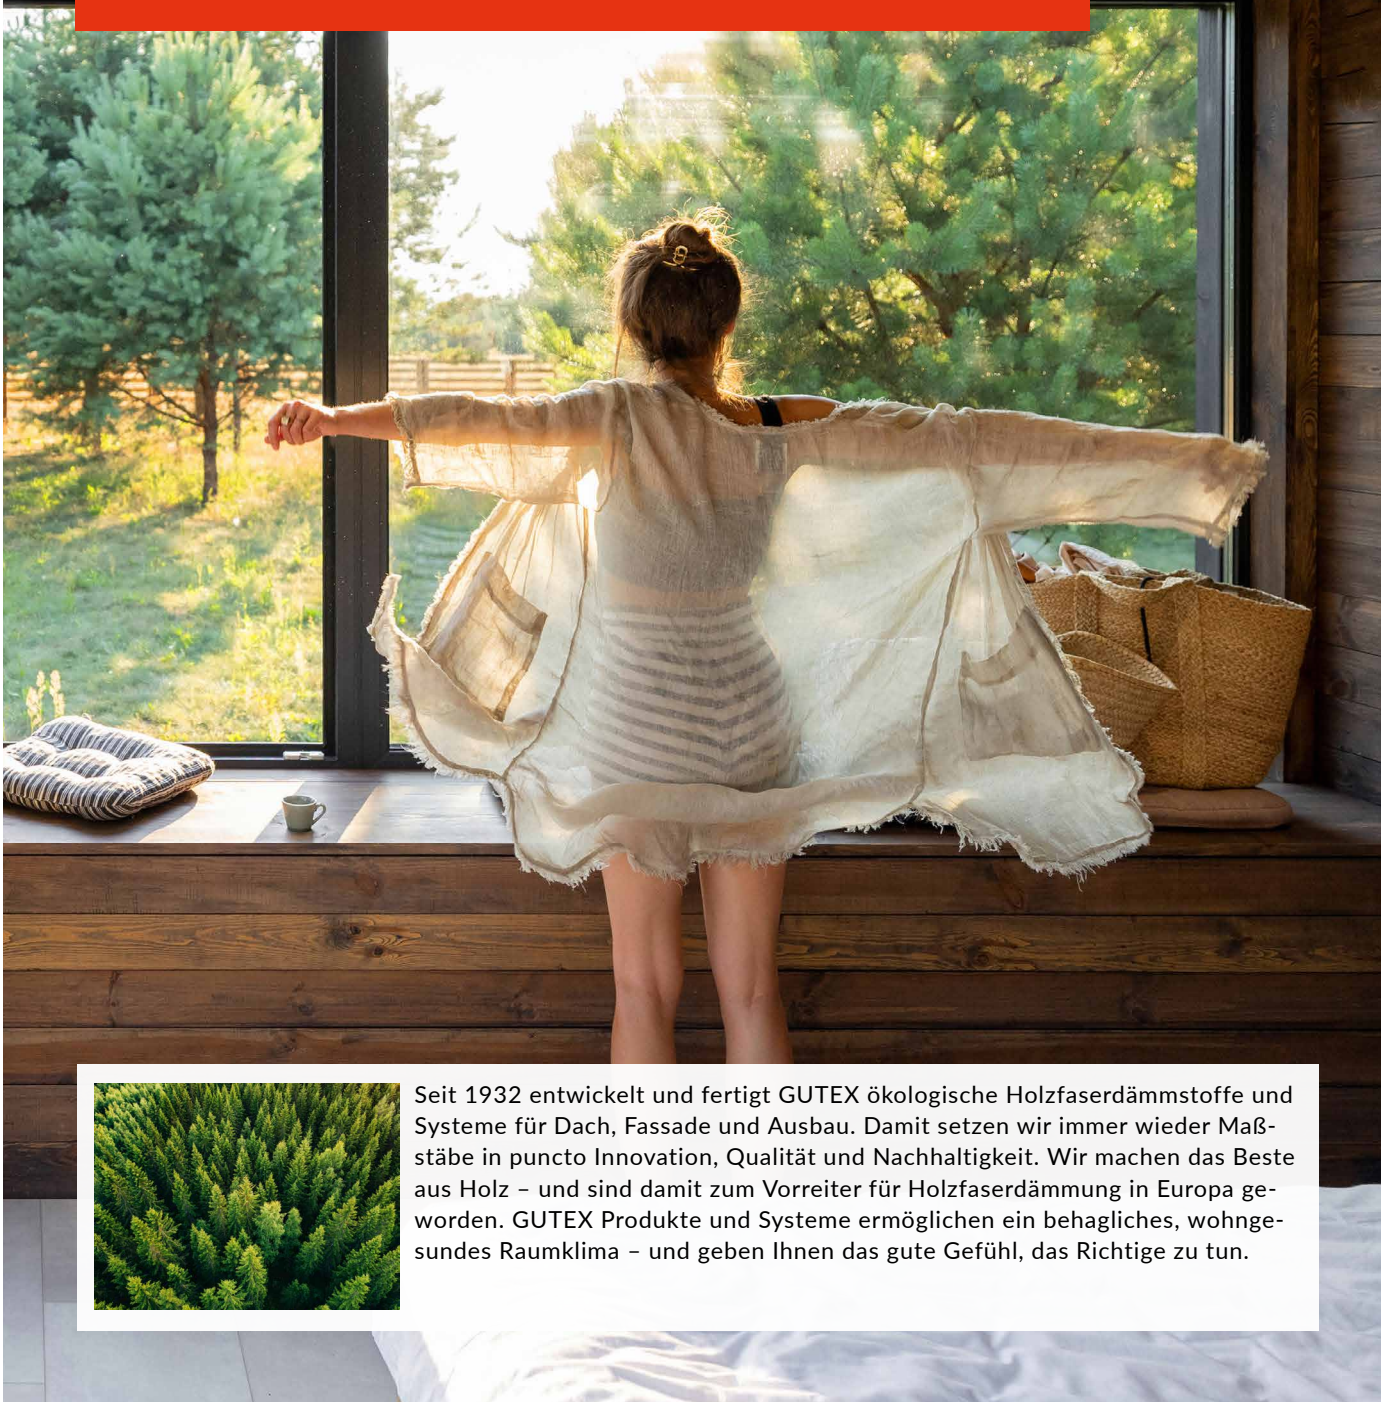 Seit 1932 entwickelt und fertigt GUTEX ökologische Holzfaserdämmstoffe und
Systeme für Dach, Fassade und Ausbau. Damit setzen wir immer wieder Maß-
stäbe in puncto Innovation, Qualität und Nachhaltigkeit. Wir machen das Beste
aus Holz – und sind damit zum Vorreiter für Holzfaserdämmung in Europa ge-
worden. GUTEX Produkte und Systeme ermöglichen ein behagliches, wohnge-
sundes Raumklima – und geben Ihnen das gute Gefühl, das Richtige zu tun.